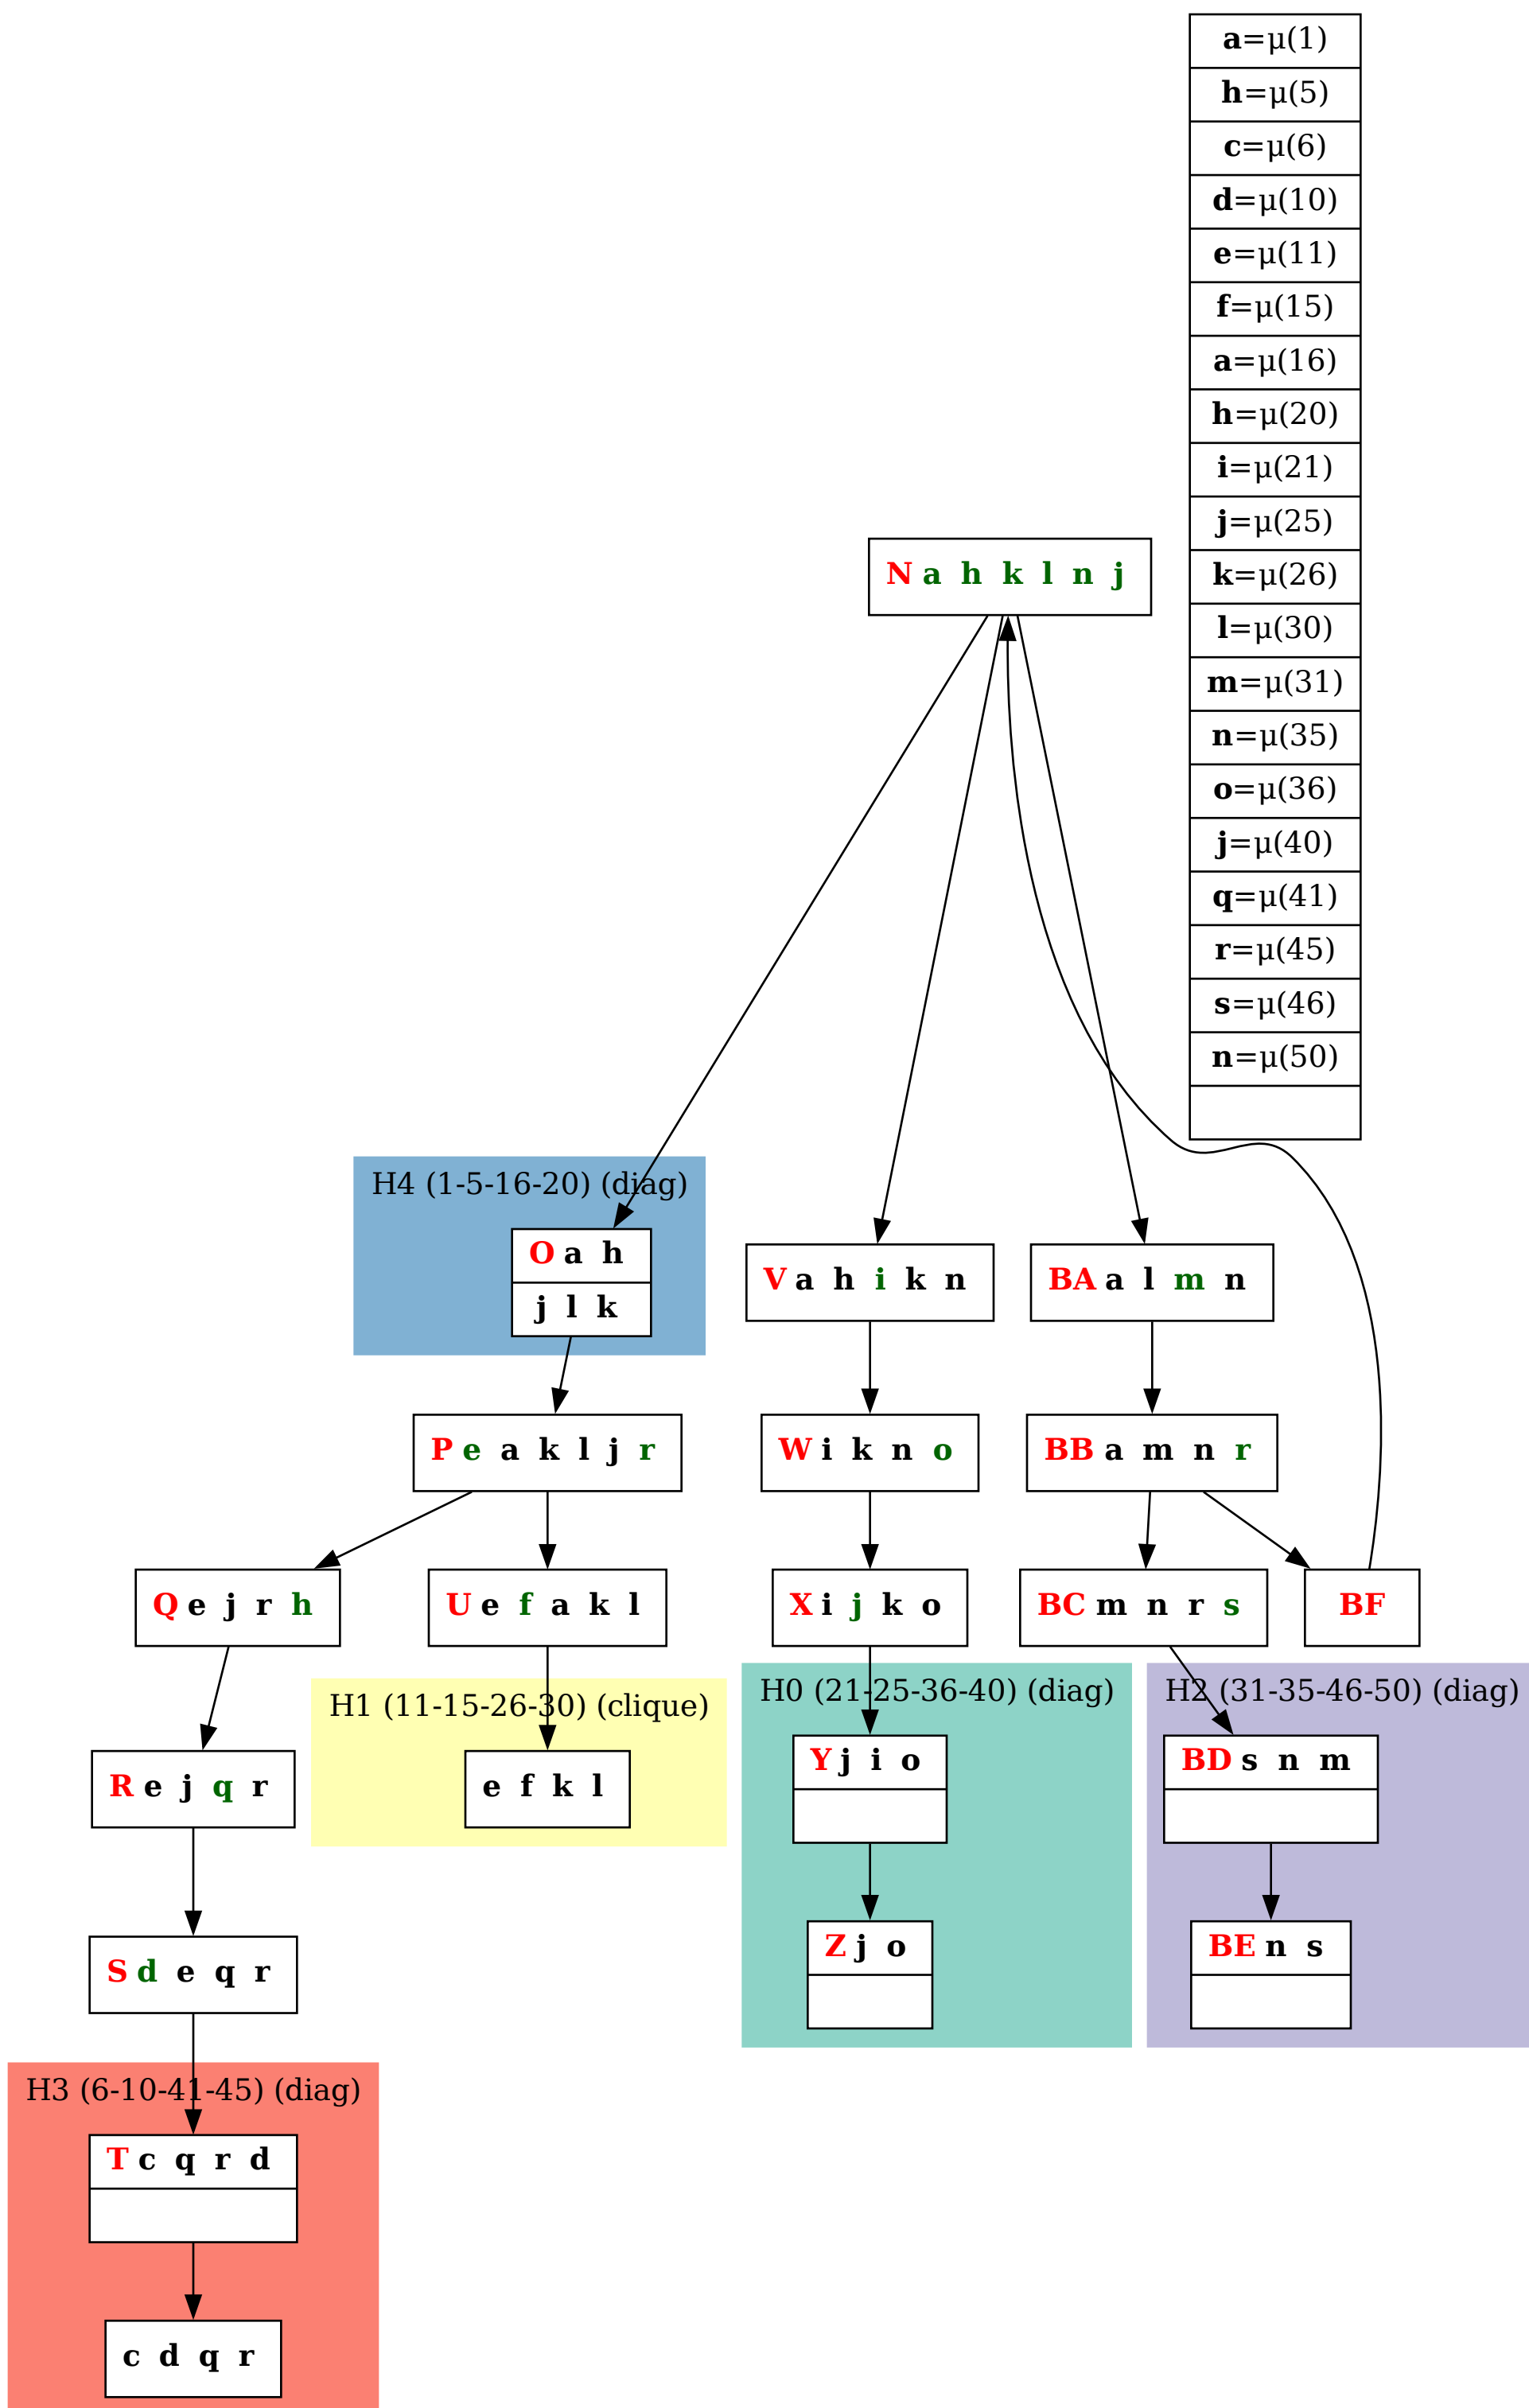 a=μ(1)
h=μ(5)
c=μ(6)
d=μ(10)
e=μ(11)
f=μ(15)
a=μ(16)
h=μ(20)
i=μ(21)
j=μ(25)
k=μ(26)
l=μ(30)
m=μ(31)
n=μ(35)
o=μ(36)
j=μ(40)
q=μ(41)
r=μ(45)
s=μ(46)
n=μ(50)
N a h k l n j
H4 (1-5-16-20) (diag)
O a h
j l k
V a h i k n
BA a l m n
P e a k l j r
W i k n o
BB a m n r
Q e j r h
U e f a k l
X i j k o
BC m n r s
BF
H1 (11-15-26-30) (clique)
H0 (21-25-36-40) (diag)
H2 (31-35-46-50) (diag)
R e j q r
e f k l
Y j i o
BD s n m
S d e q r
Z j o
BE n s
H3 (6-10-41-45) (diag)
T c q r d
c d q r